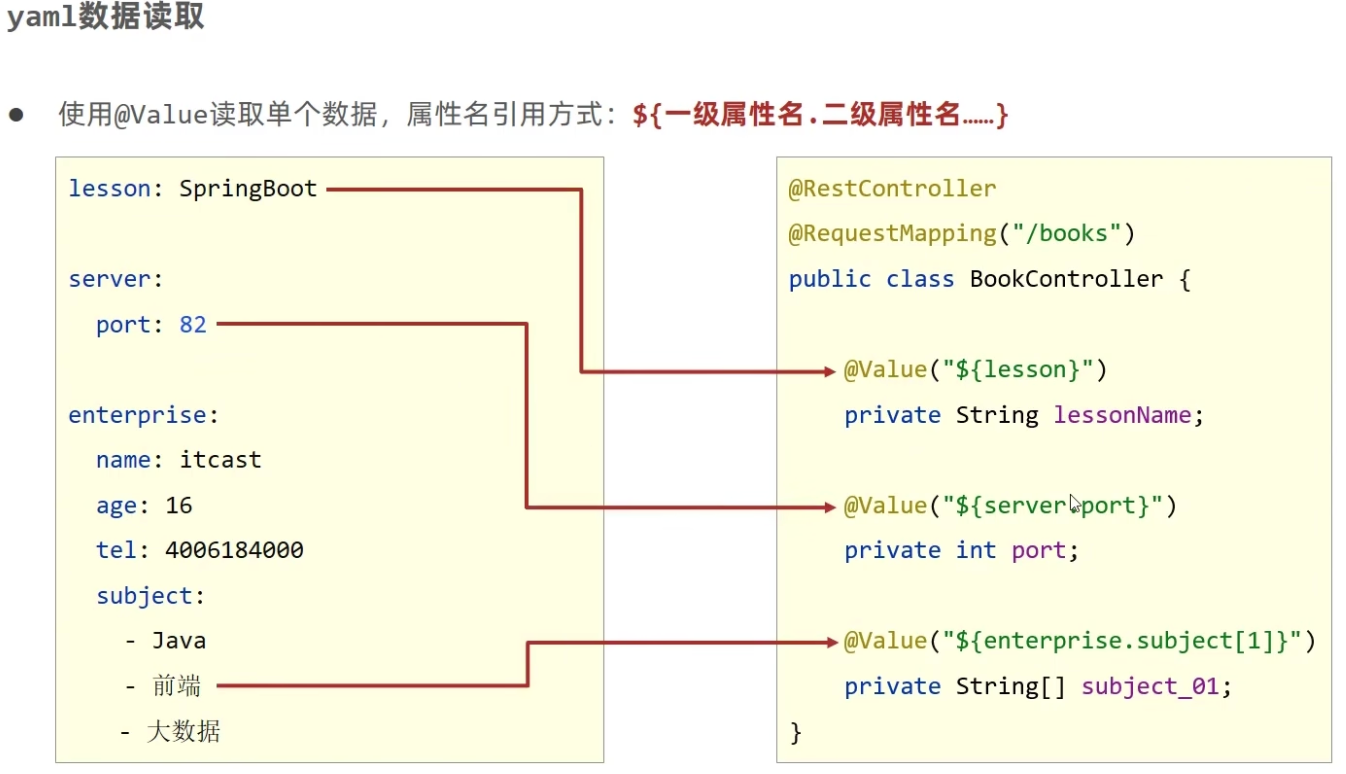 yaml数据读取
● 使用@Value读取单个数据，属性名引用方式：${一级属性名.二级属性名……}
lesson: SpringBoot
server:
port: 82
enterprise:
name: itcast
age: 16
tel: 4006184000
subject:
- Java
- 前端
- 大数据
@RestController
@RequestMapping("/books")
public class BookController {
@Value("${lesson}")
private String lessonName;
@Value("${server.port}")
private int port;
@Value("${enterprise.subject[1]}")
private String[] subject_01;
}